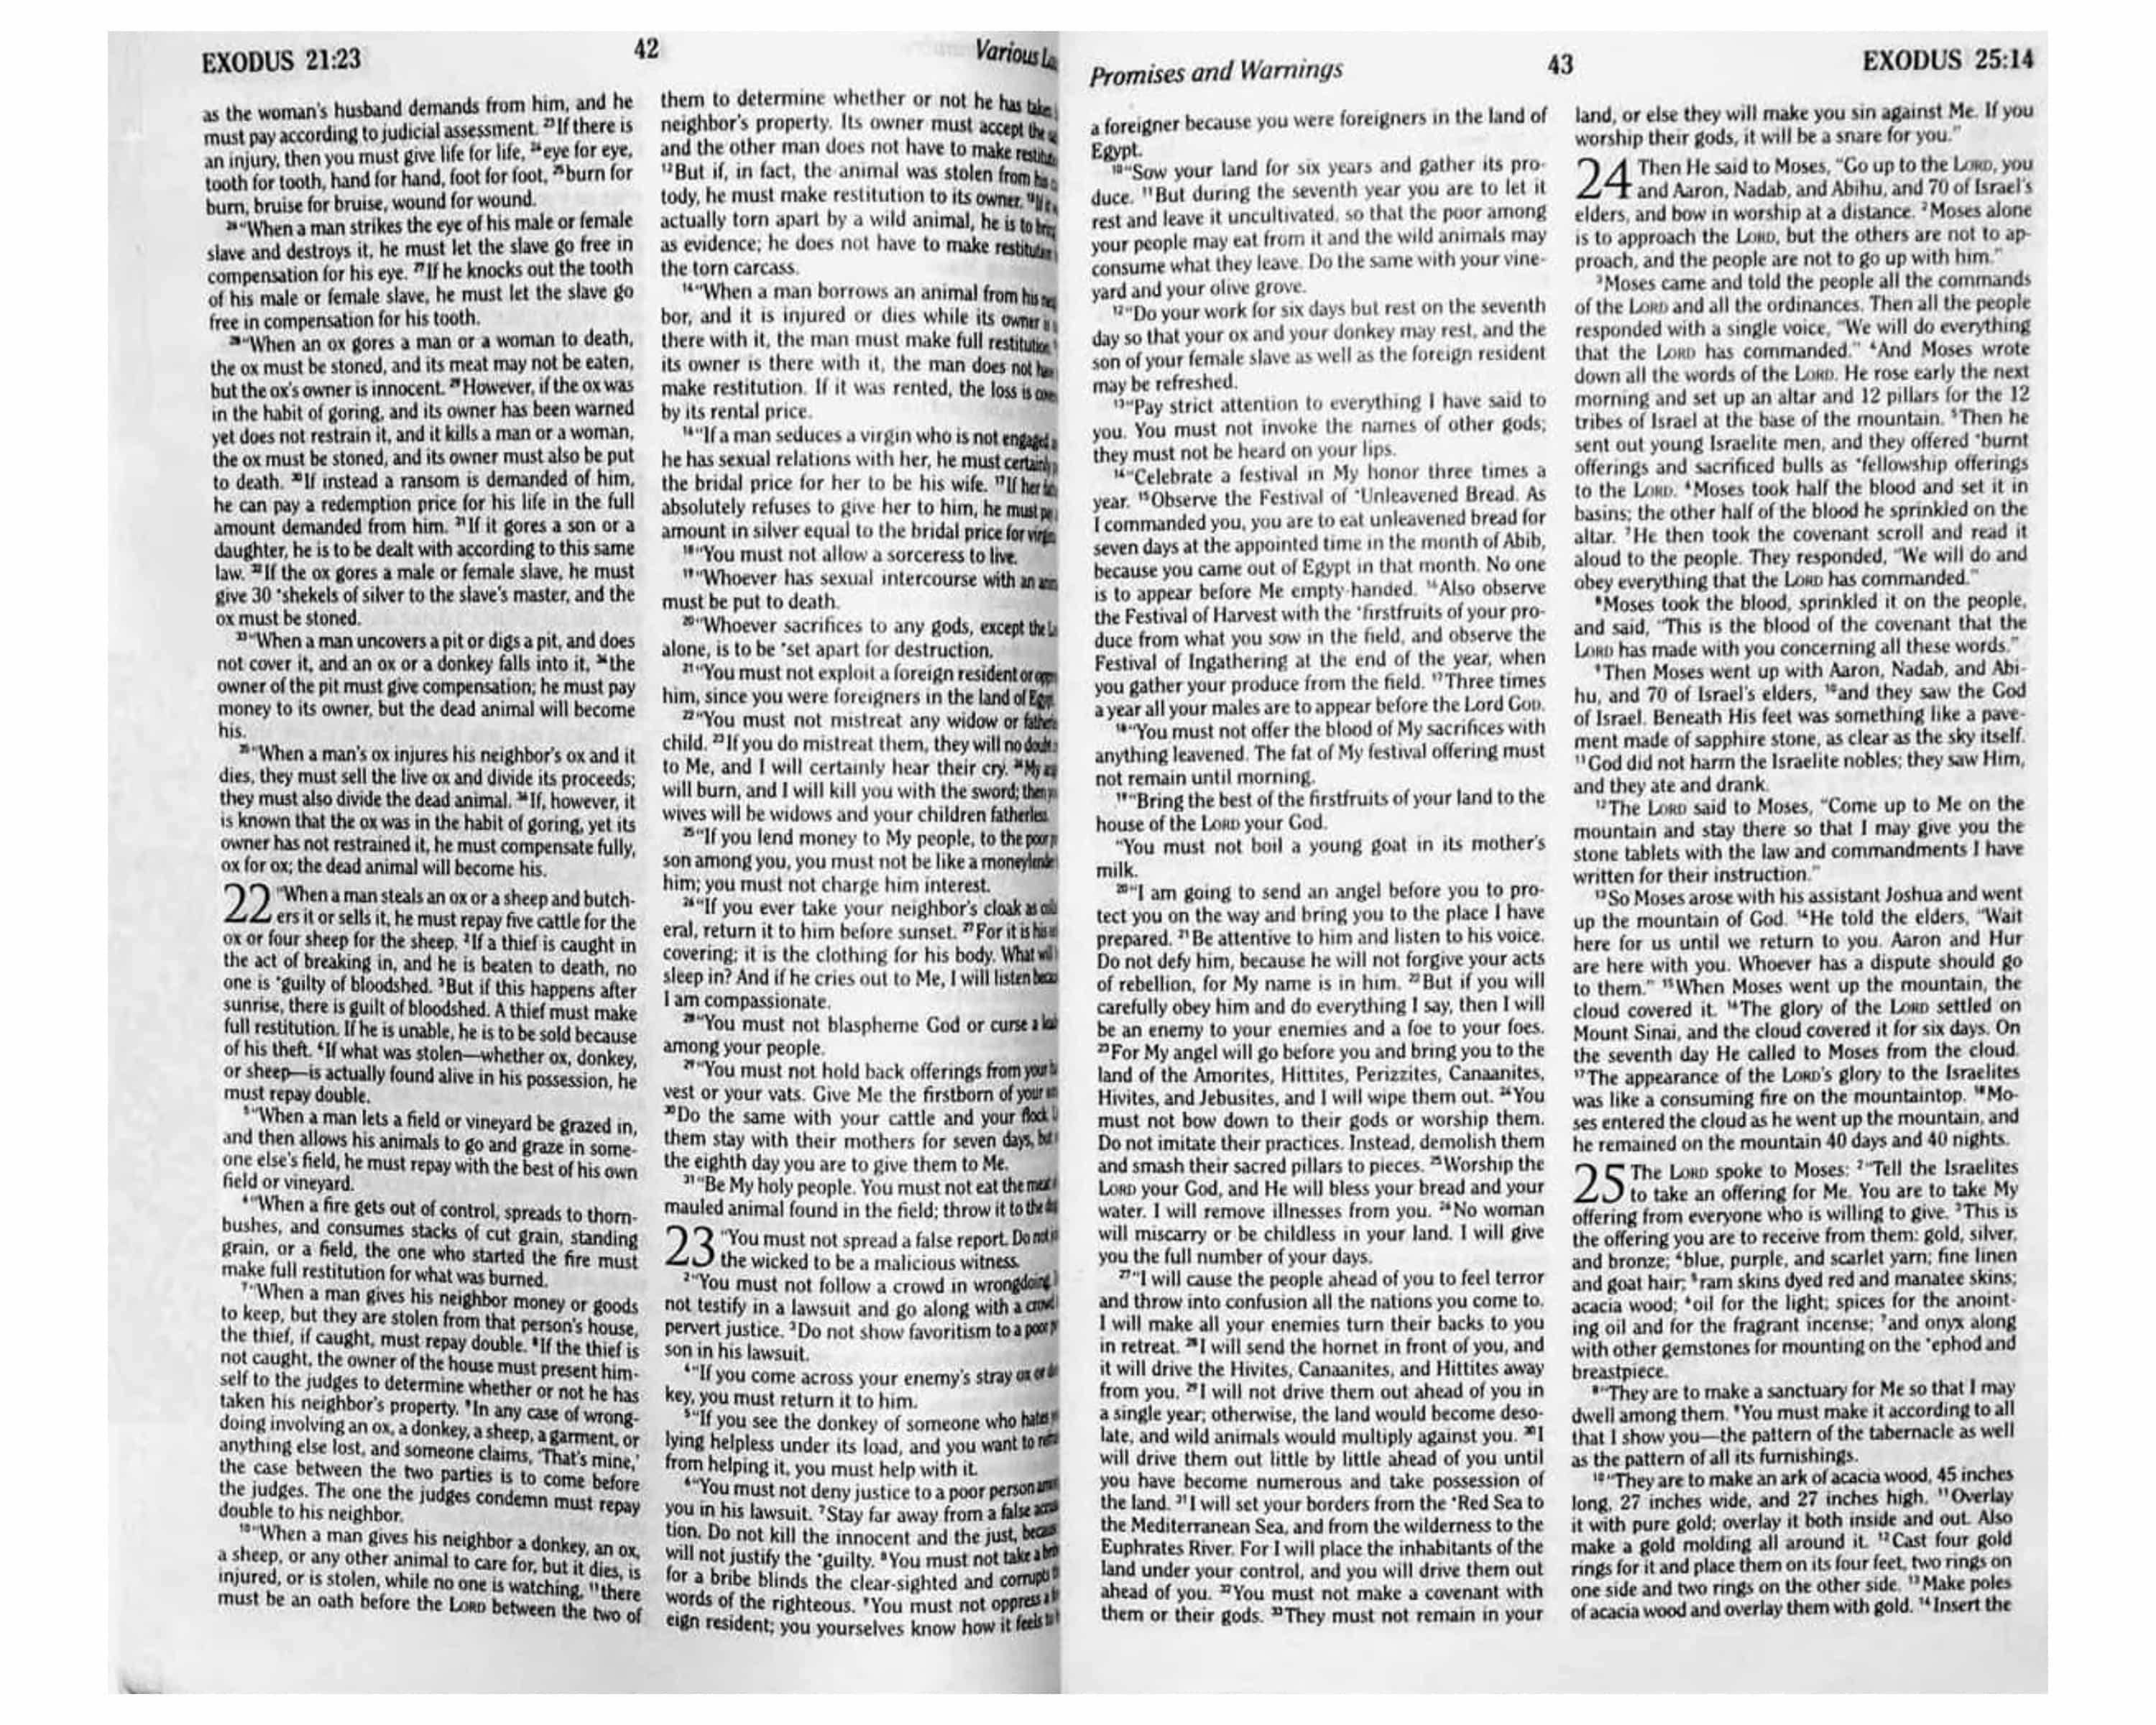 EXODUS 21:23
42
Various
as the woman's husband demands from him, and he
must pay according to judicial assessment. 23If there is
an injury, then you must give life for life, 24eye for eye,
tooth for tooth, hand for hand, foot for foot, 25burn for
burn, bruise for bruise, wound for wound.
26"When a man strikes the eye of his male or female
slave and destroys it, he must let the slave go free in
compensation for his eye. 27If he knocks out the tooth
of his male or female slave, he must let the slave go
free in compensation for his tooth.
28"When an ox gores a man or a woman to death,
the ox must be stoned, and its meat may not be eaten,
but the ox's owner is innocent. 29However, if the ox was
in the habit of goring, and its owner has been warned
yet does not restrain it, and it kills a man or a woman,
the ox must be stoned, and its owner must also be put
to death. 30If instead a ransom is demanded of him,
he can pay a redemption price for his life in the full
amount demanded from him. 31If it gores a son or a
daughter, he is to be dealt with according to this same
law. 32If the ox gores a male or female slave, he must
give 30 *shekels of silver to the slave's master, and the
ox must be stoned.
33"When a man uncovers a pit or digs a pit, and does
not cover it, and an ox or a donkey falls into it, 34the
owner of the pit must give compensation; he must pay
money to its owner, but the dead animal will become
his.
35"When a man's ox injures his neighbor's ox and it
dies, they must sell the live ox and divide its proceeds;
they must also divide the dead animal. 36If, however, it
is known that the ox was in the habit of goring, yet its
owner has not restrained it, he must compensate fully,
ox for ox; the dead animal will become his.
22 "When a man steals an ox or a sheep and butch-
ers it or sells it, he must repay five cattle for the
ox or four sheep for the sheep. 2If a thief is caught in
the act of breaking in, and he is beaten to death, no
one is *guilty of bloodshed. 3But if this happens after
sunrise, there is guilt of bloodshed. A thief must make
full restitution. If he is unable, he is to be sold because
of his theft. 4If what was stolen—whether ox, donkey,
or sheep—is actually found alive in his possession, he
must repay double.
5"When a man lets a field or vineyard be grazed in,
and then allows his animals to go and graze in some-
one else's field, he must repay with the best of his own
field or vineyard.
6"When a fire gets out of control, spreads to thorn-
bushes, and consumes stacks of cut grain, standing
grain, or a field, the one who started the fire must
make full restitution for what was burned.
7"When a man gives his neighbor money or goods
to keep, but they are stolen from that person's house,
the thief, if caught, must repay double. 8If the thief is
not caught, the owner of the house must present him-
self to the judges to determine whether or not he has
taken his neighbor's property. 9In any case of wrong-
doing involving an ox, a donkey, a sheep, a garment, or
anything else lost, and someone claims, 'That's mine,'
the case between the two parties is to come before
the judges. The one the judges condemn must repay
double to his neighbor.
10"When a man gives his neighbor a donkey, an ox,
a sheep, or any other animal to care for, but it dies, is
injured, or is stolen, while no one is watching, 11there
must be an oath before the LORD between the two of
them to determine whether or not he has taken
neighbor's property. Its owner must accept the
and the other man does not have to make
12But if, in fact, the animal was stolen from his
tody, he must make restitution to its owner. 13If
actually torn apart by a wild animal, he is to bring
as evidence; he does not have to make
the torn carcass.
14"When a man borrows an animal from his
bor, and it is injured or dies while its owner
there with it, the man must make full restitution.
its owner is there with it, the man does not have
make restitution. If it was rented, the loss is
by its rental price.
16"If a man seduces a virgin who is not engaged
he has sexual relations with her, he must certainly
the bridal price for her to be his wife. 17If her
absolutely refuses to give her to him, he must
amount in silver equal to the bridal price for
18"You must not allow a sorceress to live.
19"Whoever has sexual intercourse with an
must be put to death.
20"Whoever sacrifices to any gods, except the
alone, is to be *set apart for destruction.
21"You must not exploit a foreign resident or
him, since you were foreigners in the land of Egypt.
22"You must not mistreat any widow or
child. 23If you do mistreat them, they will no doubt
to Me, and I will certainly hear their cry. 24My
will burn, and I will kill you with the sword; then
wives will be widows and your children fatherless.
25"If you lend money to My people, to the poor
son among you, you must not be like a moneylender
him; you must not charge him interest.
26"If you ever take your neighbor's cloak as
eral, return it to him before sunset. 27For it is his
covering; it is the clothing for his body. What will
sleep in? And if he cries out to Me, I will listen
I am compassionate.
28"You must not blaspheme God or curse a
among your people.
29"You must not hold back offerings from your
vest or your vats. Give Me the firstborn of your
30Do the same with your cattle and your flock.
them stay with their mothers for seven days, but
the eighth day you are to give them to Me.
31"Be My holy people. You must not eat the meat
mauled animal found in the field; throw it to the
23 "You must not spread a false report. Do not
the wicked to be a malicious witness.
2"You must not follow a crowd in wrongdoing.
not testify in a lawsuit and go along with a crowd
pervert justice. 3Do not show favoritism to a poor
son in his lawsuit.
4"If you come across your enemy's stray ox or
key, you must return it to him.
5"If you see the donkey of someone who hates
lying helpless under its load, and you want to
from helping it, you must help with it.
6"You must not deny justice to a poor person
you in his lawsuit. 7Stay far away from a false
tion. Do not kill the innocent and the just,
will not justify the *guilty. 8You must not take a
for a bribe blinds the clear-sighted and corrupts
words of the righteous. 9You must not oppress a
eign resident; you yourselves know how it feels
Promises and Warnings
43
EXODUS 25:14
a foreigner because you were foreigners in the land of
Egypt.
10"Sow your land for six years and gather its pro-
duce. 11But during the seventh year you are to let it
rest and leave it uncultivated, so that the poor among
your people may eat from it and the wild animals may
consume what they leave. Do the same with your vine-
yard and your olive grove.
12"Do your work for six days but rest on the seventh
day so that your ox and your donkey may rest, and the
son of your female slave as well as the foreign resident
may be refreshed.
13"Pay strict attention to everything I have said to
you. You must not invoke the names of other gods;
they must not be heard on your lips.
14"Celebrate a festival in My honor three times a
year. 15Observe the Festival of *Unleavened Bread. As
I commanded you, you are to eat unleavened bread for
seven days at the appointed time in the month of Abib,
because you came out of Egypt in that month. No one
is to appear before Me empty-handed. 16Also observe
the Festival of Harvest with the *firstfruits of your pro-
duce from what you sow in the field, and observe the
Festival of Ingathering at the end of the year, when
you gather your produce from the field. 17Three times
a year all your males are to appear before the Lord GOD.
18"You must not offer the blood of My sacrifices with
anything leavened. The fat of My festival offering must
not remain until morning.
19"Bring the best of the firstfruits of your land to the
house of the LORD your God.
"You must not boil a young goat in its mother's
milk.
20"I am going to send an angel before you to pro-
tect you on the way and bring you to the place I have
prepared. 21Be attentive to him and listen to his voice.
Do not defy him, because he will not forgive your acts
of rebellion, for My name is in him. 22But if you will
carefully obey him and do everything I say, then I will
be an enemy to your enemies and a foe to your foes.
23For My angel will go before you and bring you to the
land of the Amorites, Hittites, Perizzites, Canaanites,
Hivites, and Jebusites, and I will wipe them out. 24You
must not bow down to their gods or worship them.
Do not imitate their practices. Instead, demolish them
and smash their sacred pillars to pieces. 25Worship the
LORD your God, and He will bless your bread and your
water. I will remove illnesses from you. 26No woman
will miscarry or be childless in your land. I will give
you the full number of your days.
27"I will cause the people ahead of you to feel terror
and throw into confusion all the nations you come to.
I will make all your enemies turn their backs to you
in retreat. 28I will send the hornet in front of you, and
it will drive the Hivites, Canaanites, and Hittites away
from you. 29I will not drive them out ahead of you in
a single year; otherwise, the land would become deso-
late, and wild animals would multiply against you. 30I
will drive them out little by little ahead of you until
you have become numerous and take possession of
the land. 31I will set your borders from the *Red Sea to
the Mediterranean Sea, and from the wilderness to the
Euphrates River. For I will place the inhabitants of the
land under your control, and you will drive them out
ahead of you. 32You must not make a covenant with
them or their gods. 33They must not remain in your
land, or else they will make you sin against Me. If you
worship their gods, it will be a snare for you."
24 Then He said to Moses, "Go up to the LORD, you
and Aaron, Nadab, and Abihu, and 70 of Israel's
elders, and bow in worship at a distance. 2Moses alone
is to approach the LORD, but the others are not to ap-
proach, and the people are not to go up with him."
3Moses came and told the people all the commands
of the LORD and all the ordinances. Then all the people
responded with a single voice, "We will do everything
that the LORD has commanded." 4And Moses wrote
down all the words of the LORD. He rose early the next
morning and set up an altar and 12 pillars for the 12
tribes of Israel at the base of the mountain. 5Then he
sent out young Israelite men, and they offered *burnt
offerings and sacrificed bulls as *fellowship offerings
to the LORD. 6Moses took half the blood and set it in
basins; the other half of the blood he sprinkled on the
altar. 7He then took the covenant scroll and read it
aloud to the people. They responded, "We will do and
obey everything that the LORD has commanded."
8Moses took the blood, sprinkled it on the people,
and said, "This is the blood of the covenant that the
LORD has made with you concerning all these words."
9Then Moses went up with Aaron, Nadab, and Abi-
hu, and 70 of Israel's elders, 10and they saw the God
of Israel. Beneath His feet was something like a pave-
ment made of sapphire stone, as clear as the sky itself.
11God did not harm the Israelite nobles; they saw Him,
and they ate and drank.
12The LORD said to Moses, "Come up to Me on the
mountain and stay there so that I may give you the
stone tablets with the law and commandments I have
written for their instruction."
13So Moses arose with his assistant Joshua and went
up the mountain of God. 14He told the elders, "Wait
here for us until we return to you. Aaron and Hur
are here with you. Whoever has a dispute should go
to them." 15When Moses went up the mountain, the
cloud covered it. 16The glory of the LORD settled on
Mount Sinai, and the cloud covered it for six days. On
the seventh day He called to Moses from the cloud.
17The appearance of the LORD's glory to the Israelites
was like a consuming fire on the mountaintop. 18Mo-
ses entered the cloud as he went up the mountain, and
he remained on the mountain 40 days and 40 nights.
25 The LORD spoke to Moses: 2"Tell the Israelites
to take an offering for Me. You are to take My
offering from everyone who is willing to give. 3This is
the offering you are to receive from them: gold, silver,
and bronze; 4blue, purple, and scarlet yarn; fine linen
and goat hair; 5ram skins dyed red and manatee skins;
acacia wood; 6oil for the light; spices for the anoint-
ing oil and for the fragrant incense; 7and onyx along
with other gemstones for mounting on the *ephod and
breastpiece.
8"They are to make a sanctuary for Me so that I may
dwell among them. 9You must make it according to all
that I show you—the pattern of the tabernacle as well
as the pattern of all its furnishings.
10"They are to make an ark of acacia wood, 45 inches
long, 27 inches wide, and 27 inches high. 11Overlay
it with pure gold; overlay it both inside and out. Also
make a gold molding all around it. 12Cast four gold
rings for it and place them on its four feet, two rings on
one side and two rings on the other side. 13Make poles
of acacia wood and overlay them with gold. 14Insert the